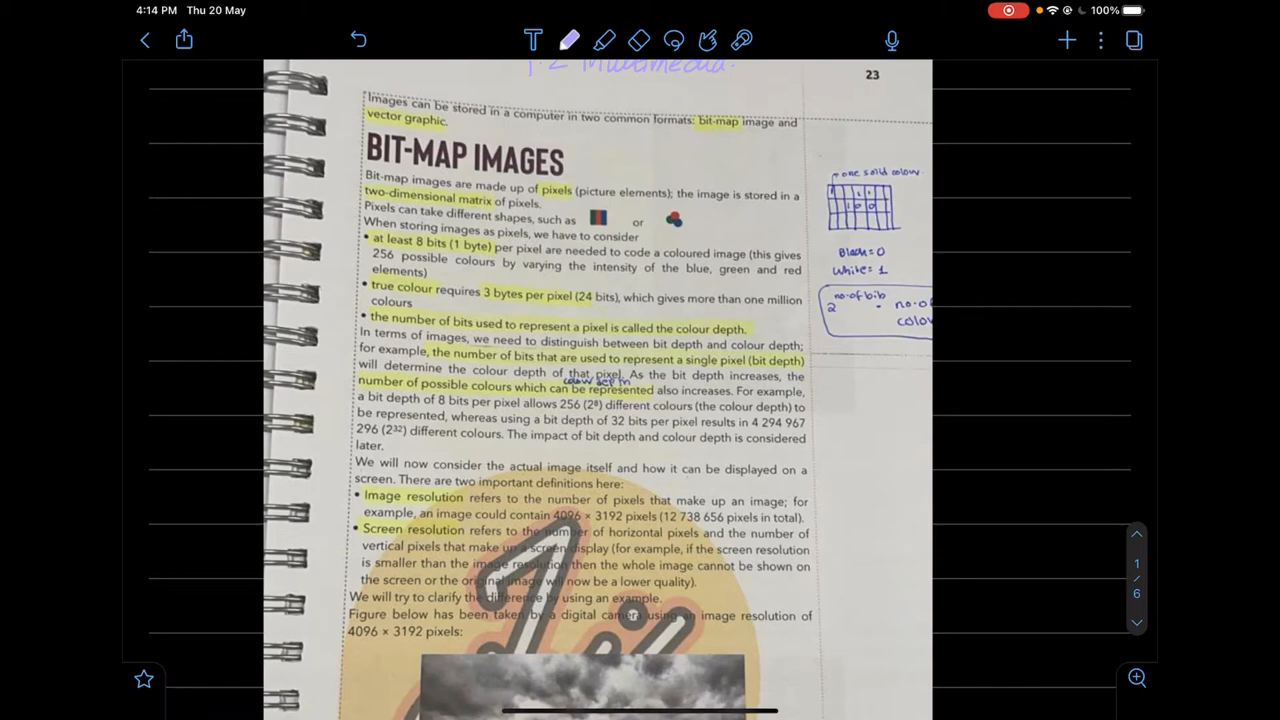 4:14 PM Tue 20 May
100%
1.2 Multimedia.
23
Images can be stored in a computer in two common formats: bit-map image and
vector graphic.
BIT-MAP IMAGES
Bit-map images are made up of pixels (picture elements); the image is stored in a
two-dimensional matrix of pixels.
Pixels can take different shapes, such as or
When storing images as pixels, we have to consider
• at least 8 bits (1 byte) per pixel are needed to code a coloured image (this gives
256 possible colours by varying the intensity of the blue, green and red
elements)
• true colour requires 3 bytes per pixel (24 bits), which gives more than one million
colours
• the number of bits used to represent a pixel is called the colour depth.
In terms of images, we need to distinguish between bit depth and colour depth;
for example, the number of bits that are used to represent a single pixel (bit depth)
will determine the colour depth of that pixel. As the bit depth increases, the
colour depth
number of possible colours which can be represented also increases. For example,
a bit depth of 8 bits per pixel allows 256 (2⁸) different colours (the colour depth) to
be represented, whereas using a bit depth of 32 bits per pixel results in 4 294 967
296 (2³²) different colours. The impact of bit depth and colour depth is considered
later.
We will now consider the actual image itself and how it can be displayed on a
screen. There are two important definitions here:
• Image resolution refers to the number of pixels that make up an image; for
example, an image could contain 4096 × 3192 pixels (12 738 656 pixels in total).
• Screen resolution refers to the number of horizontal pixels and the number of
vertical pixels that make up a screen display (for example, if the screen resolution
is smaller than the image resolution then the whole image cannot be shown on
the screen or the original image will now be a lower quality).
We will try to clarify the difference by using an example.
Figure below has been taken by a digital camera using an image resolution of
4096 × 3192 pixels:
one solid colour.
1 1
1 0 0
Black=0
White=1
no.of bits
2 = no.of
colou
1
/
6